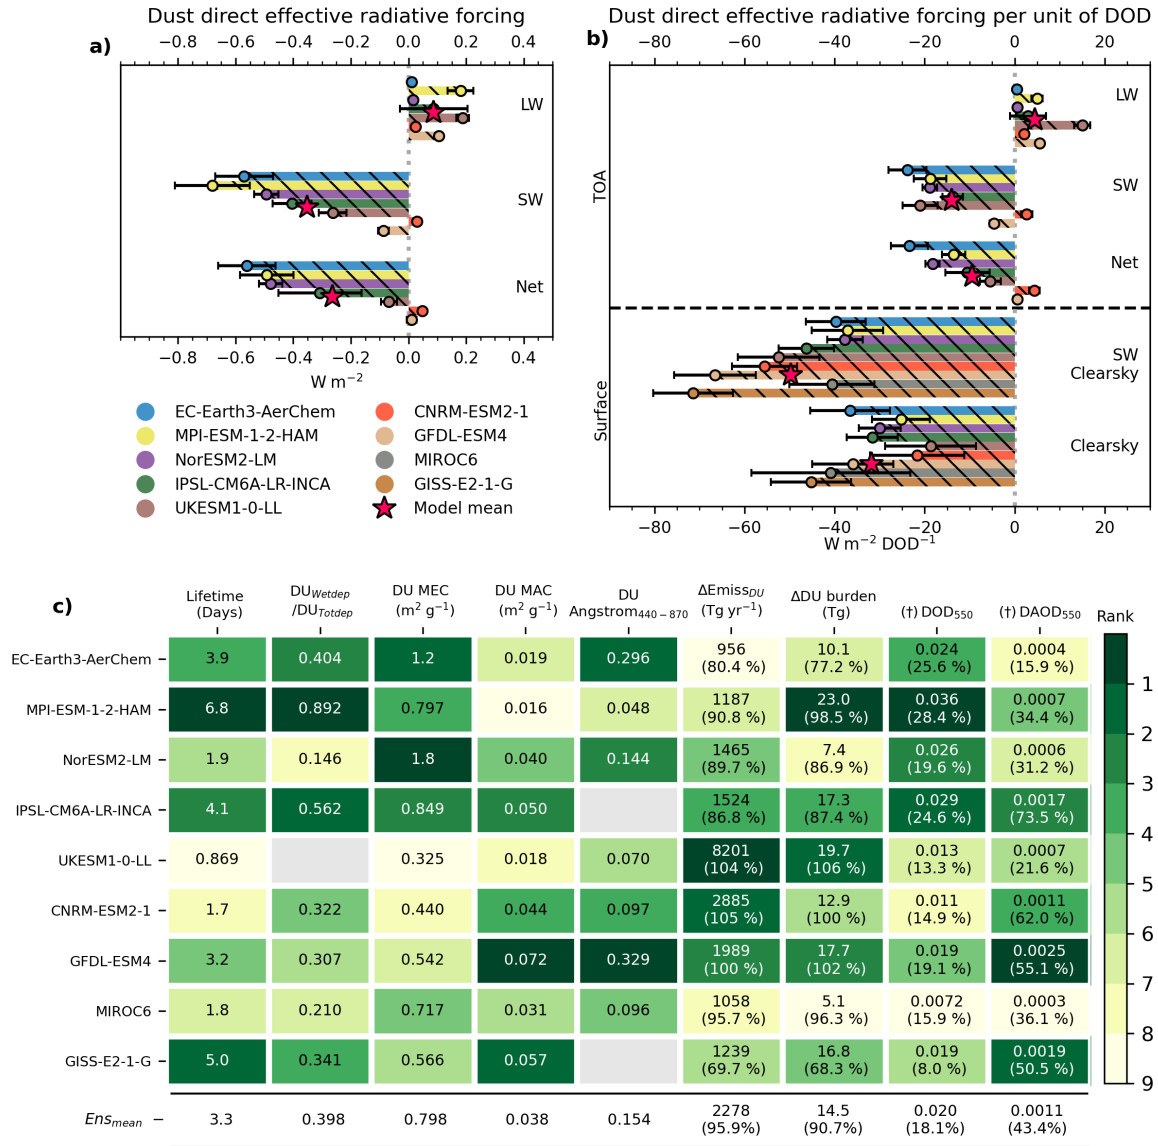 Dust direct effective radiative forcing
a)
−0.8 −0.6 −0.4 −0.2 0.0 0.2 0.4
LW
SW
Net
−0.8 −0.6 −0.4 −0.2 0.0 0.2 0.4
W m⁻²
Dust direct effective radiative forcing per unit of DOD
b)
−80 −60 −40 −20 0 20
TOA
LW
SW
Net
Surface
SW
Clearsky
Clearsky
−80 −60 −40 −20 0 20
W m⁻² DOD⁻¹
EC-Earth3-AerChem
MPI-ESM-1-2-HAM
NorESM2-LM
IPSL-CM6A-LR-INCA
UKESM1-0-LL
CNRM-ESM2-1
GFDL-ESM4
MIROC6
GISS-E2-1-G
Model mean
c)
Lifetime
(Days)
DU_Wetdep
/DU_Totdep
DU MEC
(m² g⁻¹)
DU MAC
(m² g⁻¹)
DU
Angstrom₄₄₀₋₈₇₀
ΔEmiss_DU
(Tg yr⁻¹)
ΔDU burden
(Tg)
(†) DOD₅₅₀
(†) DAOD₅₅₀
Rank
EC-Earth3-AerChem 3.9 0.404 1.2 0.019 0.296 956 10.1 0.024 0.0004
(80.4 %) (77.2 %) (25.6 %) (15.9 %)
MPI-ESM-1-2-HAM 6.8 0.892 0.797 0.016 0.048 1187 23.0 0.036 0.0007
(90.8 %) (98.5 %) (28.4 %) (34.4 %)
NorESM2-LM 1.9 0.146 1.8 0.040 0.144 1465 7.4 0.026 0.0006
(89.7 %) (86.9 %) (19.6 %) (31.2 %)
IPSL-CM6A-LR-INCA 4.1 0.562 0.849 0.050 1524 17.3 0.029 0.0017
(86.8 %) (87.4 %) (24.6 %) (73.5 %)
UKESM1-0-LL 0.869 0.325 0.018 0.070 8201 19.7 0.013 0.0007
(104 %) (106 %) (13.3 %) (21.6 %)
CNRM-ESM2-1 1.7 0.322 0.440 0.044 0.097 2885 12.9 0.011 0.0011
(105 %) (100 %) (14.9 %) (62.0 %)
GFDL-ESM4 3.2 0.307 0.542 0.072 0.329 1989 17.7 0.019 0.0025
(100 %) (102 %) (19.1 %) (55.1 %)
MIROC6 1.8 0.210 0.717 0.031 0.096 1058 5.1 0.0072 0.0003
(95.7 %) (96.3 %) (15.9 %) (36.1 %)
GISS-E2-1-G 5.0 0.341 0.566 0.057 1239 16.8 0.019 0.0019
(69.7 %) (68.3 %) (8.0 %) (50.5 %)
Ens_mean 3.3 0.398 0.798 0.038 0.154 2278 14.5 0.020 0.0011
(95.9%) (90.7%) (18.1%) (43.4%)
1
2
3
4
5
6
7
8
9